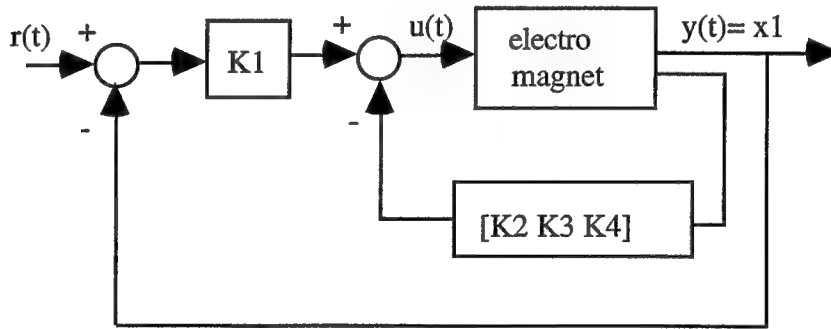 r(t)
+
-
K1
+
-
u(t)
electro
magnet
y(t)= x1
[K2 K3 K4]